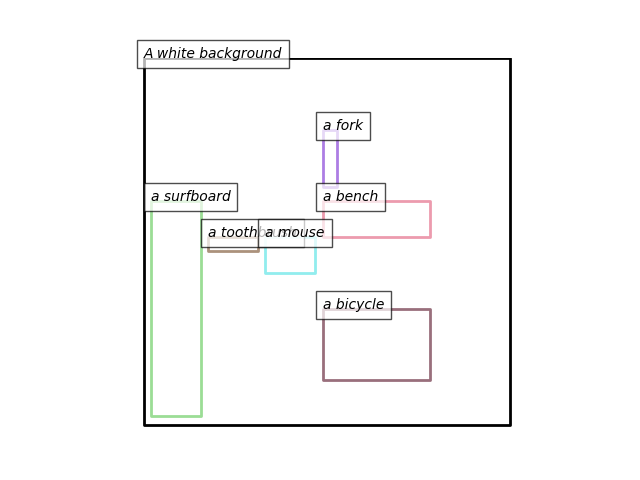 A white background
a fork
a surfboard
a bench
a toothbrush
a mouse
a bicycle